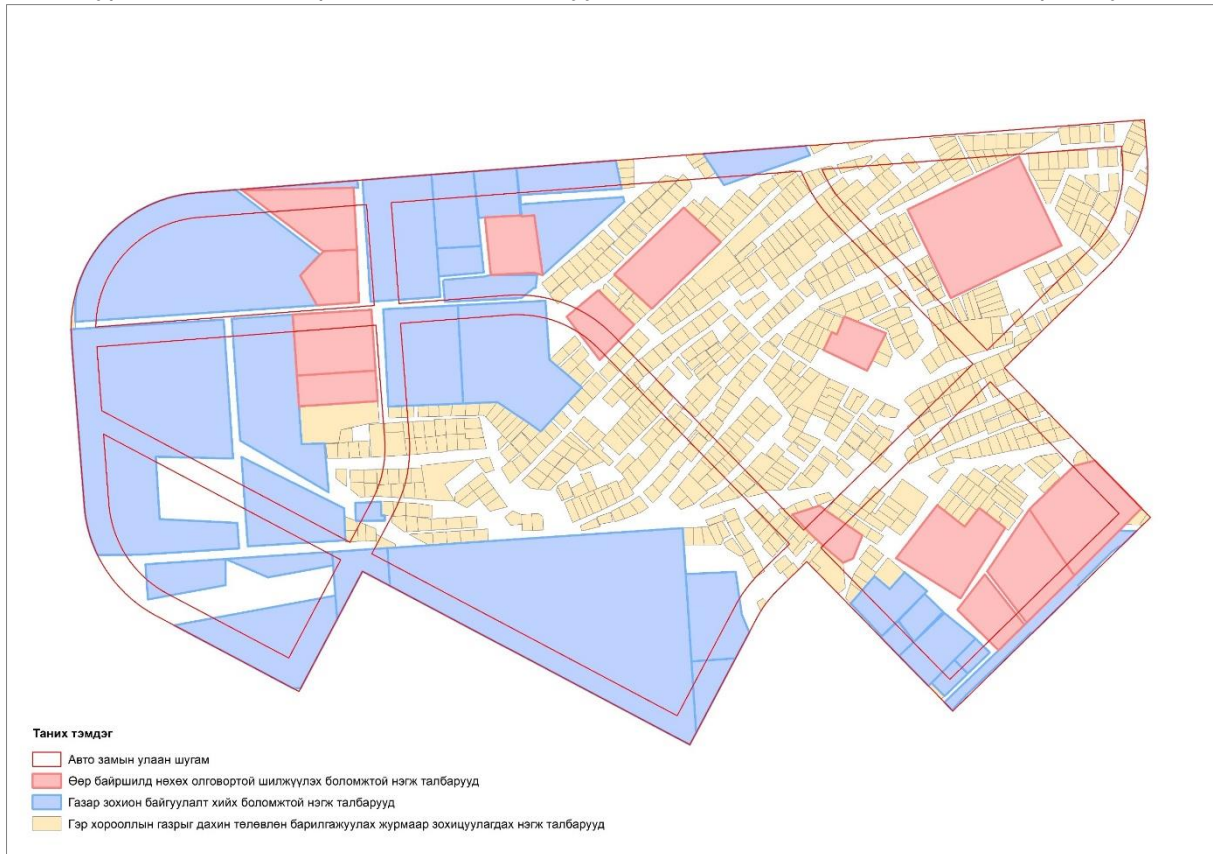 Таних тэмдэг
Авто замын улаан шугам
Өөр байршилд нөхөх олговортой шилжүүлэх боломжтой нэгж талбарууд
Газар зохион байгуулалт хийх боломжтой нэгж талбарууд
Гэр хорооллын газрыг дахин төлөвлөн барилгажуулах журмаар зохицуулагдах нэгж талбарууд